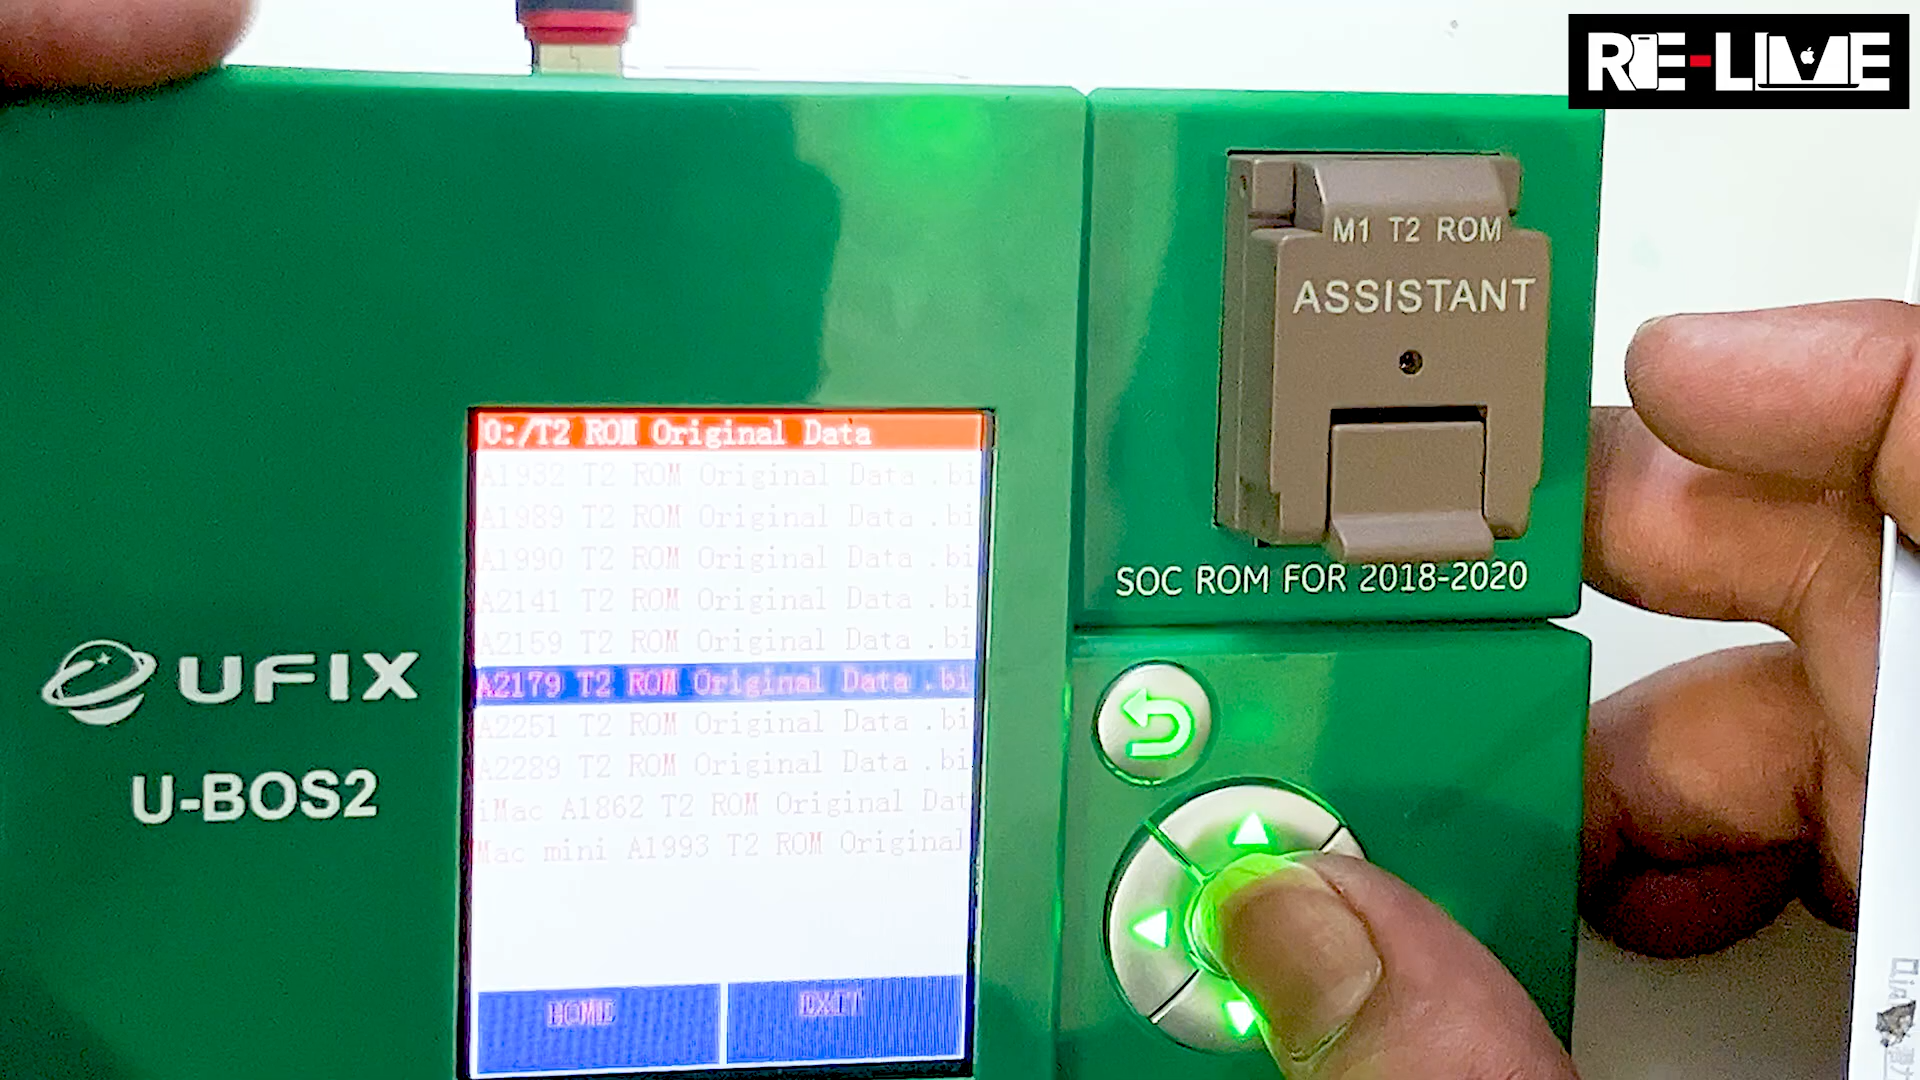 RE-LIVE
M1 T2 ROM
ASSISTANT
SOC ROM FOR 2018-2020
0:/T2 ROM Original Data
A1932 T2 ROM Original Data .bi
A1989 T2 ROM Original Data .bi
A1990 T2 ROM Original Data .bi
A2141 T2 ROM Original Data .bi
A2159 T2 ROM Original Data .bi
A2179 T2 ROM Original Data .bi
A2251 T2 ROM Original Data .bi
A2289 T2 ROM Original Data .bi
iMac A1862 T2 ROM Original Dat
Mac mini A1993 T2 ROM Original
HOME EXIT
UFIX
U-BOS2